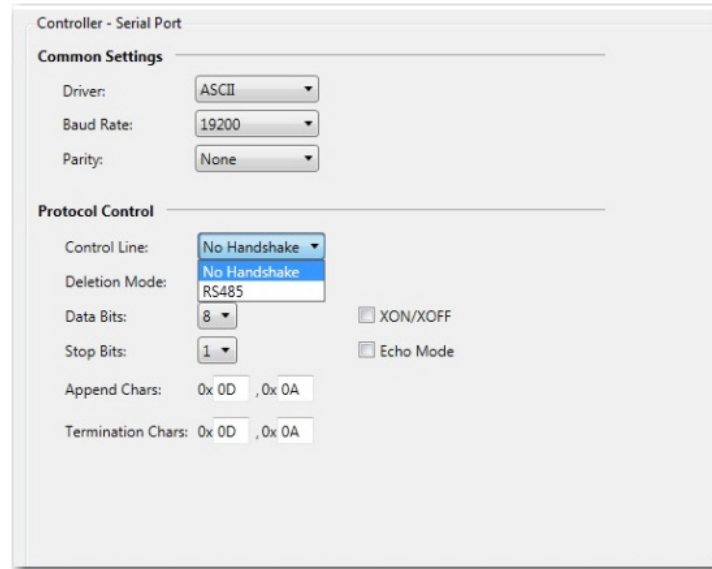 Controller - Serial Port
Common Settings
Driver: ASCII
Baud Rate: 19200
Parity: None
Protocol Control
Control Line: No Handshake
No Handshake
Deletion Mode:
RS485
Data Bits: 8 XON/XOFF
Stop Bits: 1 Echo Mode
Append Chars: 0x 0D , 0x 0A
Termination Chars: 0x 0D , 0x 0A